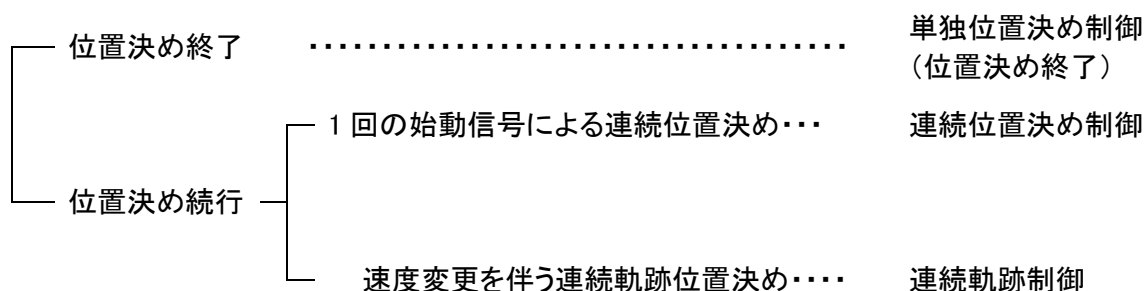 位置決め終了 ・・・・・・・・・・・・・・・・・・・・・・・・・・・・・・・・・・・・・ 単独位置決め制御
（位置決め終了）
1 回の始動信号による連続位置決め・・・ 連続位置決め制御
位置決め続行
速度変更を伴う連続軌跡位置決め・・・・ 連続軌跡制御